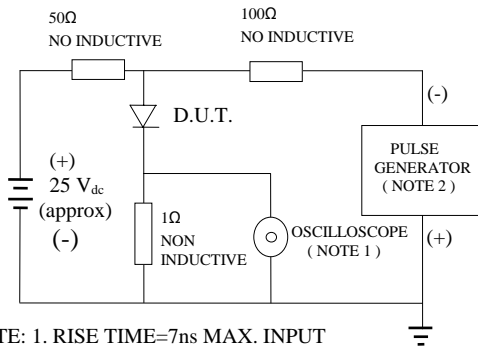 50Ω
NO INDUCTIVE
100Ω
NO INDUCTIVE
(-)
D.U.T.
PULSE
GENERATOR
( NOTE 2 )
(+)
25 Vdc
(approx)
(-)
1Ω
NON
INDUCTIVE
OSCILLOSCOPE
( NOTE 1 )
(+)
TE: 1. RISE TIME=7ns MAX. INPUT